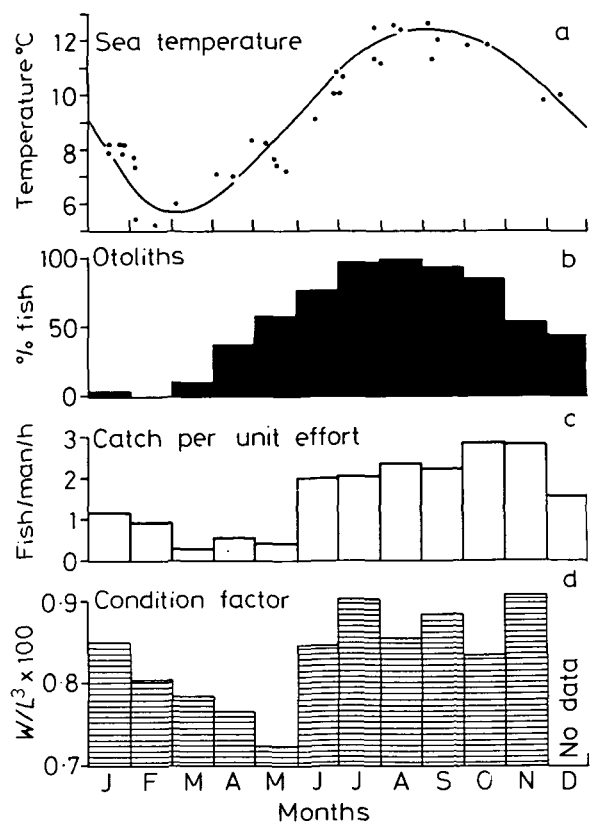 Sea temperature
a
Temperature °C
12
10
8
6
Otoliths
b
% fish
100
50
0
Catch per unit effort
c
Fish/man/h
3
2
1
0
Condition factor
d
W/L³ x 100
0·9
0·8
0·7
No data
J F M A M J J A S O N D
Months